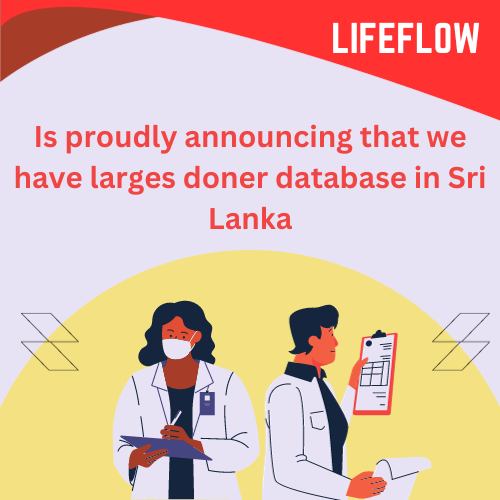 LIFEFLOW
Is proudly announcing that we
have larges doner database in Sri
Lanka